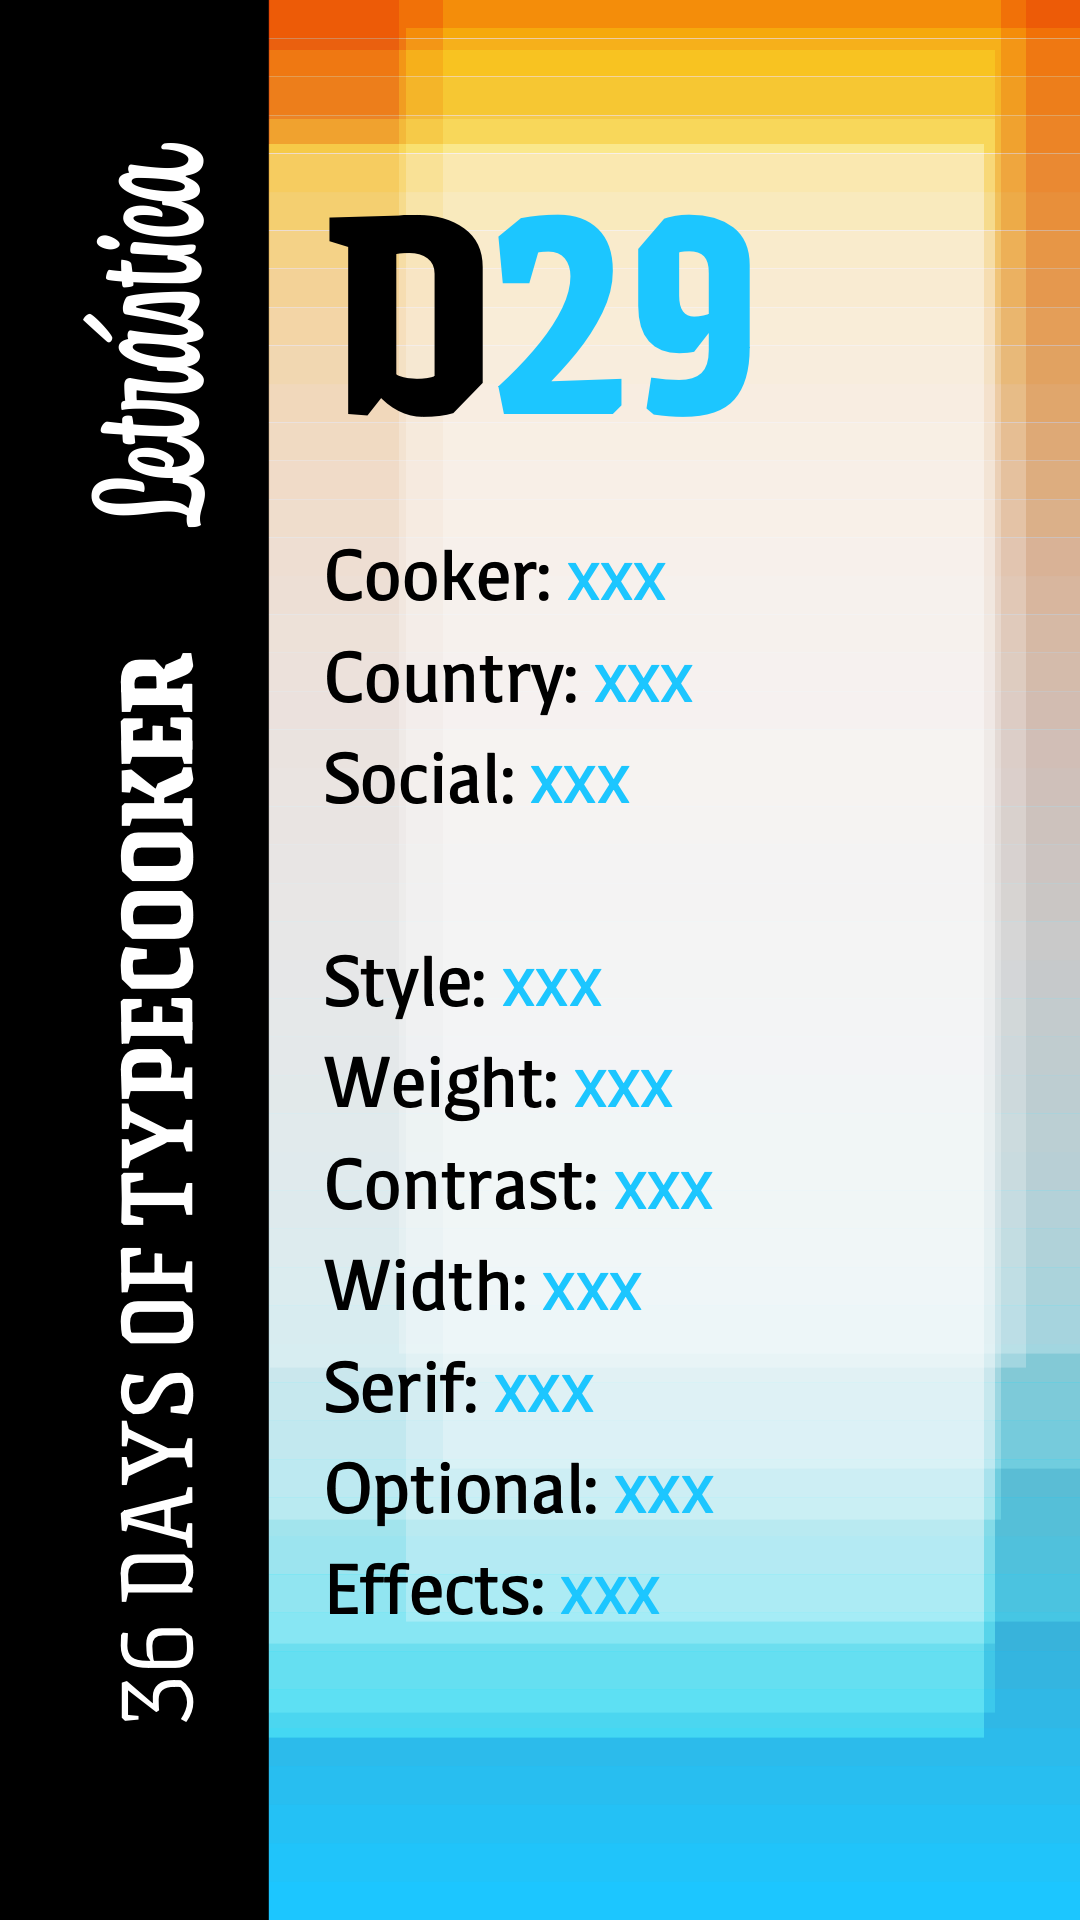 Letrástica
36 DAYS OF TYPECOOKER
D29
Cooker: xxx
Country: xxx
Social: xxx
Style: xxx
Weight: xxx
Contrast: xxx
Width: xxx
Serif: xxx
Optional: xxx
Effects: xxx